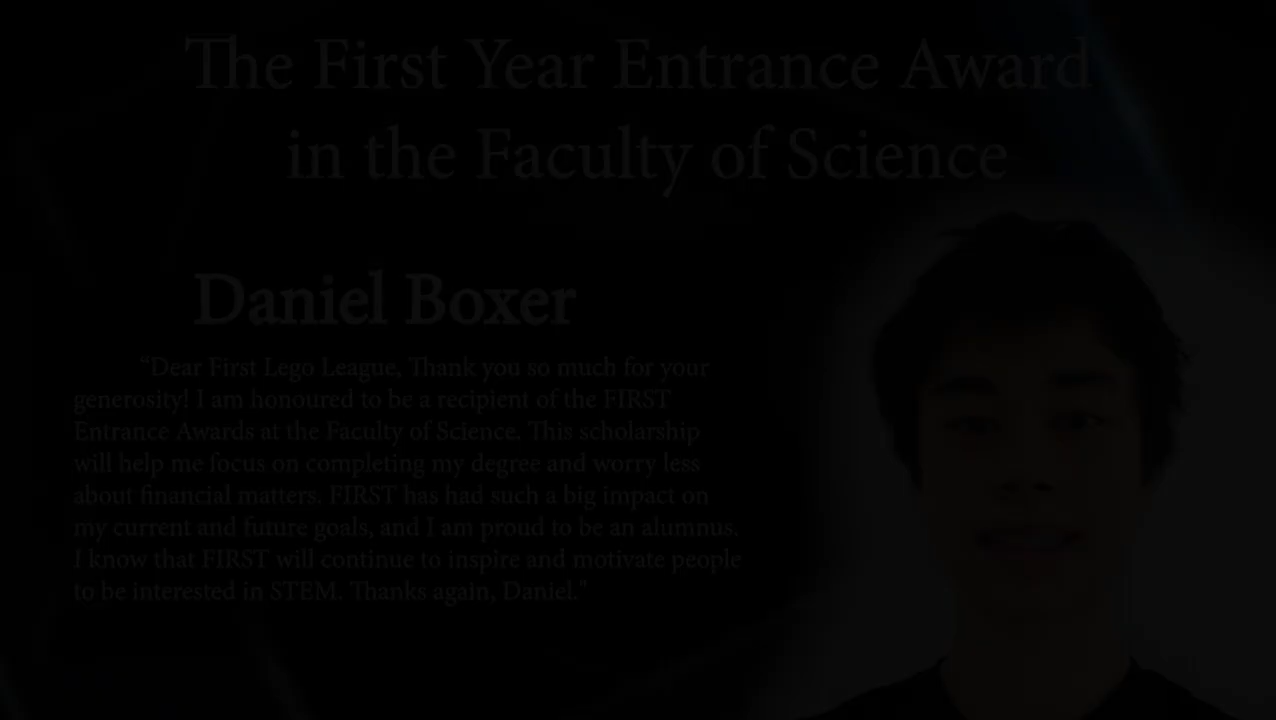 The First Year Entrance Award
in the Faculty of Science
Daniel Boxer
“Dear First Lego League, Thank you so much for your
generosity! I am honoured to be a recipient of the FIRST
Entrance Awards at the Faculty of Science. This scholarship
will help me focus on completing my degree and worry less
about financial matters. FIRST has had such a big impact on
my current and future goals, and I am proud to be an alumnus.
I know that FIRST will continue to inspire and motivate people
to be interested in STEM. Thanks again, Daniel."